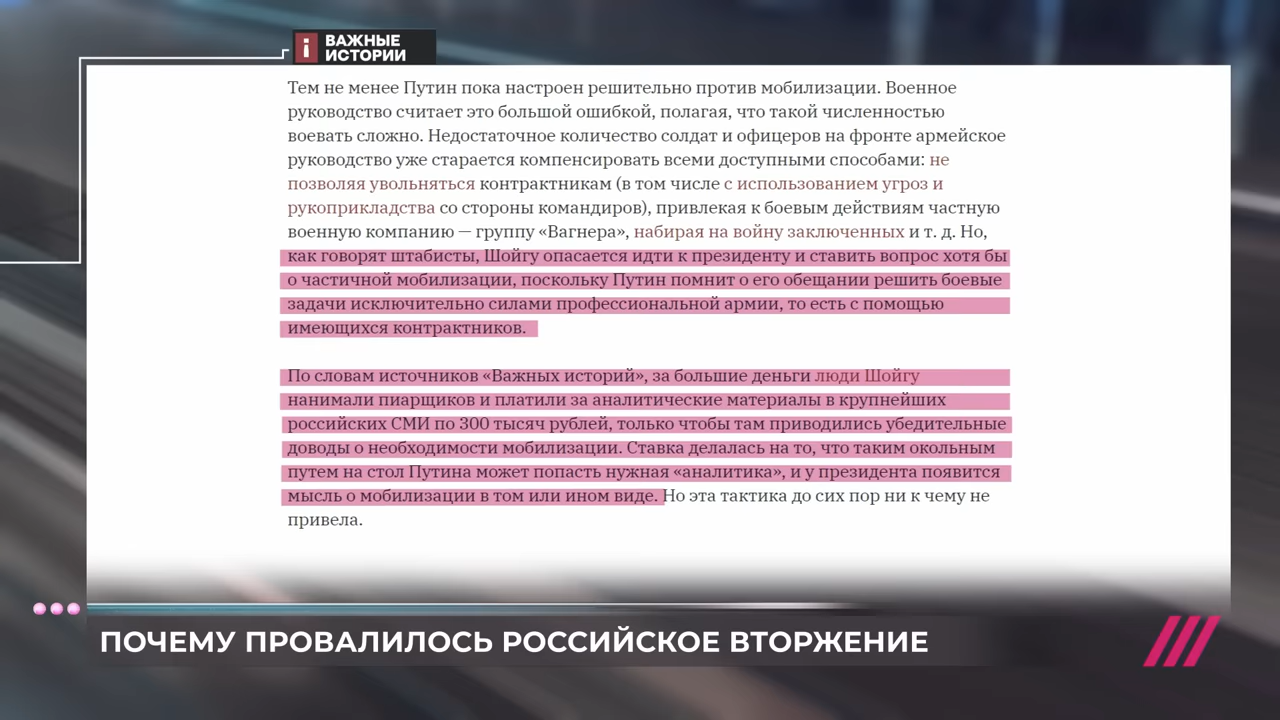 ВАЖНЫЕ
ИСТОРИИ
Тем не менее Путин пока настроен решительно против мобилизации. Военное
руководство считает это большой ошибкой, полагая, что такой численностью
воевать сложно. Недостаточное количество солдат и офицеров на фронте армейское
руководство уже старается компенсировать всеми доступными способами: не
позволяя увольняться контрактникам (в том числе с использованием угроз и
рукоприкладства со стороны командиров), привлекая к боевым действиям частную
военную компанию — группу «Вагнера», набирая на войну заключенных и т. д. Но,
как говорят штабисты, Шойгу опасается идти к президенту и ставить вопрос хотя бы
о частичной мобилизации, поскольку Путин помнит о его обещании решить боевые
задачи исключительно силами профессиональной армии, то есть с помощью
имеющихся контрактников.
По словам источников «Важных историй», за большие деньги люди Шойгу
нанимали пиарщиков и платили за аналитические материалы в крупнейших
российских СМИ по 300 тысяч рублей, только чтобы там приводились убедительные
доводы о необходимости мобилизации. Ставка делалась на то, что таким окольным
путем на стол Путина может попасть нужная «аналитика», и у президента появится
мысль о мобилизации в том или ином виде. Но эта тактика до сих пор ни к чему не
привела.
ПОЧЕМУ ПРОВАЛИЛОСЬ РОССИЙСКОЕ ВТОРЖЕНИЕ